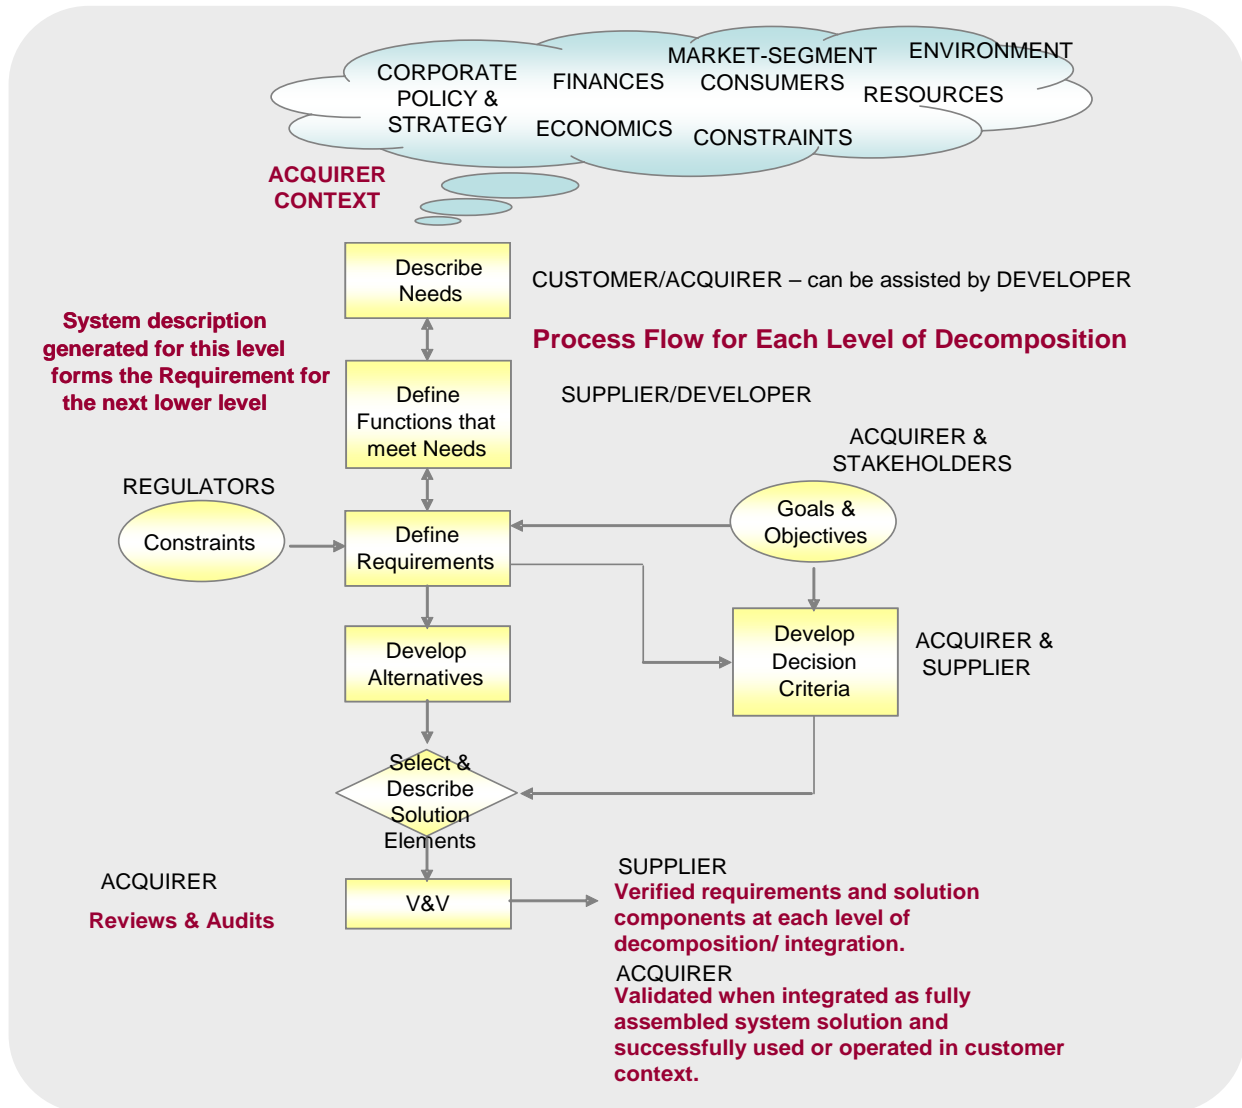 CORPORATE
POLICY &
STRATEGY
FINANCES
ECONOMICS
MARKET-SEGMENT
CONSUMERS
CONSTRAINTS
ENVIRONMENT
RESOURCES
ACQUIRER
CONTEXT
Describe
Needs
CUSTOMER/ACQUIRER – can be assisted by DEVELOPER
Process Flow for Each Level of Decomposition
System description
generated for this level
forms the Requirement for
the next lower level
Define
Functions that
meet Needs
SUPPLIER/DEVELOPER
ACQUIRER &
STAKEHOLDERS
REGULATORS
Constraints
Define
Requirements
Goals &
Objectives
Develop
Alternatives
Develop
Decision
Criteria
ACQUIRER &
SUPPLIER
Select &
Describe
Solution
Elements
ACQUIRER
Reviews & Audits
V&V
SUPPLIER
Verified requirements and solution
components at each level of
decomposition/ integration.
ACQUIRER
Validated when integrated as fully
assembled system solution and
successfully used or operated in customer
context.